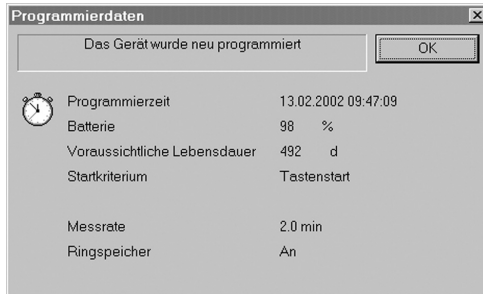 Programmierdaten
Das Gerät wurde neu programmiert
OK
Programmierzeit 13.02.2002 09:47:09
Batterie 98 %
Voraussichtliche Lebensdauer 492 d
Startkriterium Tastenstart
Messrate 2.0 min
Ringspeicher An